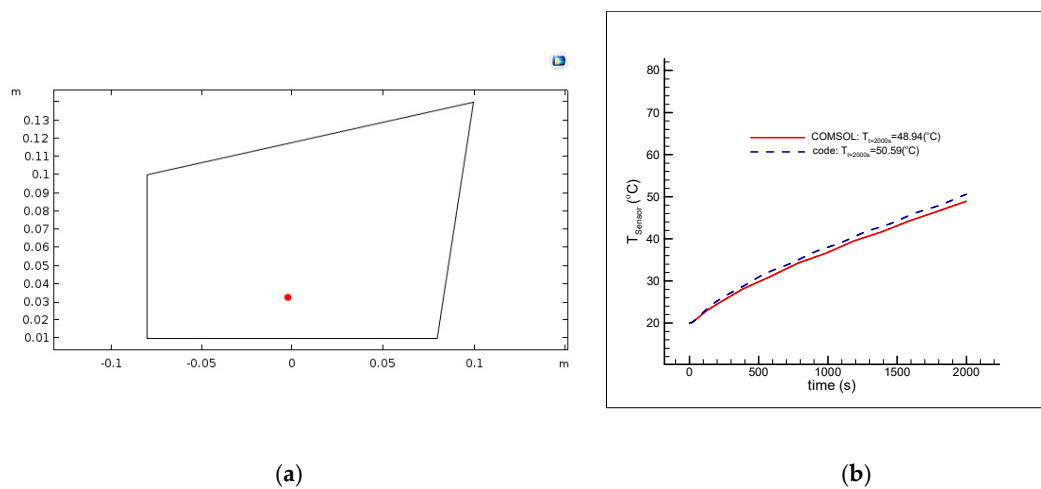 m
0.13
0.12
0.11
0.1
0.09
0.08
0.07
0.06
0.05
0.04
0.03
0.02
0.01
-0.1 -0.05 0 0.05 0.1 m
(a)
80
70
60
50
40
30
20
T_Sensor (°C)
COMSOL: T_t=2000s=48.94(°C)
code: T_t=2000s=50.59(°C)
0 500 1000 1500 2000
time (s)
(b)